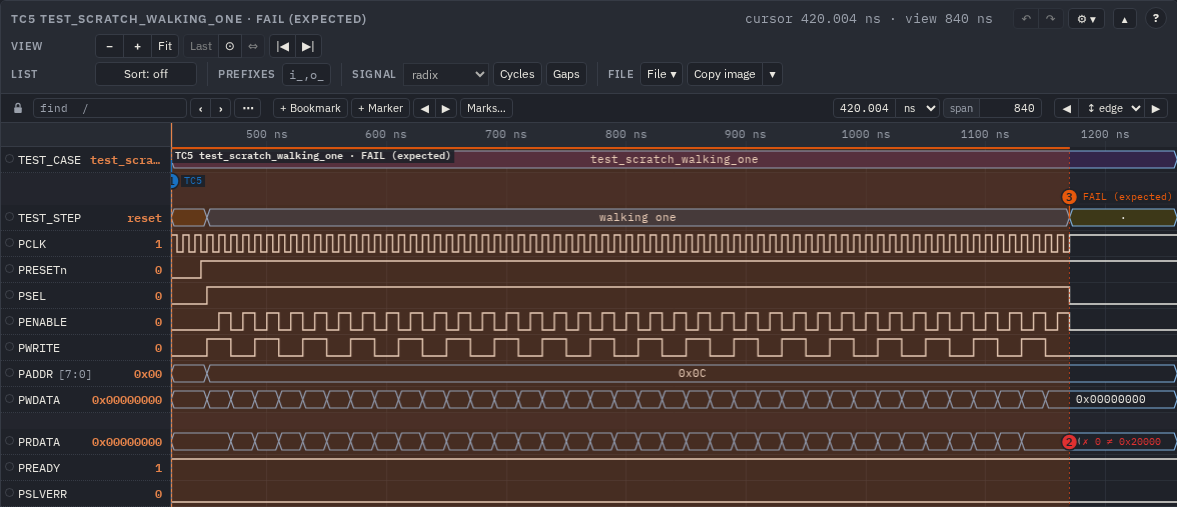 TC5 TEST_SCRATCH_WALKING_ONE · FAIL (EXPECTED) cursor 420.004 ns · view 840 ns ↶ ↷ ⚙ ▾ ▲ ?
VIEW − + Fit Last ⊙ ⇔ |◀ ▶|
LIST Sort: off PREFIXES i_,o_ SIGNAL radix Cycles Gaps FILE File ▾ Copy image ▾
find / ‹ › ··· + Bookmark + Marker ◀ ▶ Marks... 420.004 ns span 840 ◀ ↕ edge ▶
500 ns 600 ns 700 ns 800 ns 900 ns 1000 ns 1100 ns 1200 ns
TC5 test_scratch_walking_one · FAIL (expected)
TEST_CASE test_scra… test_scratch_walking_one
1 TC5
3 FAIL (expected)
TEST_STEP reset walking one ·
PCLK 1
PRESETn 0
PSEL 0
PENABLE 0
PWRITE 0
PADDR [7:0] 0x00 0x0C
PWDATA 0x00000000 0x00000000
PRDATA 0x00000000 2 ✗ 0 ≠ 0x20000
PREADY 1
PSLVERR 0